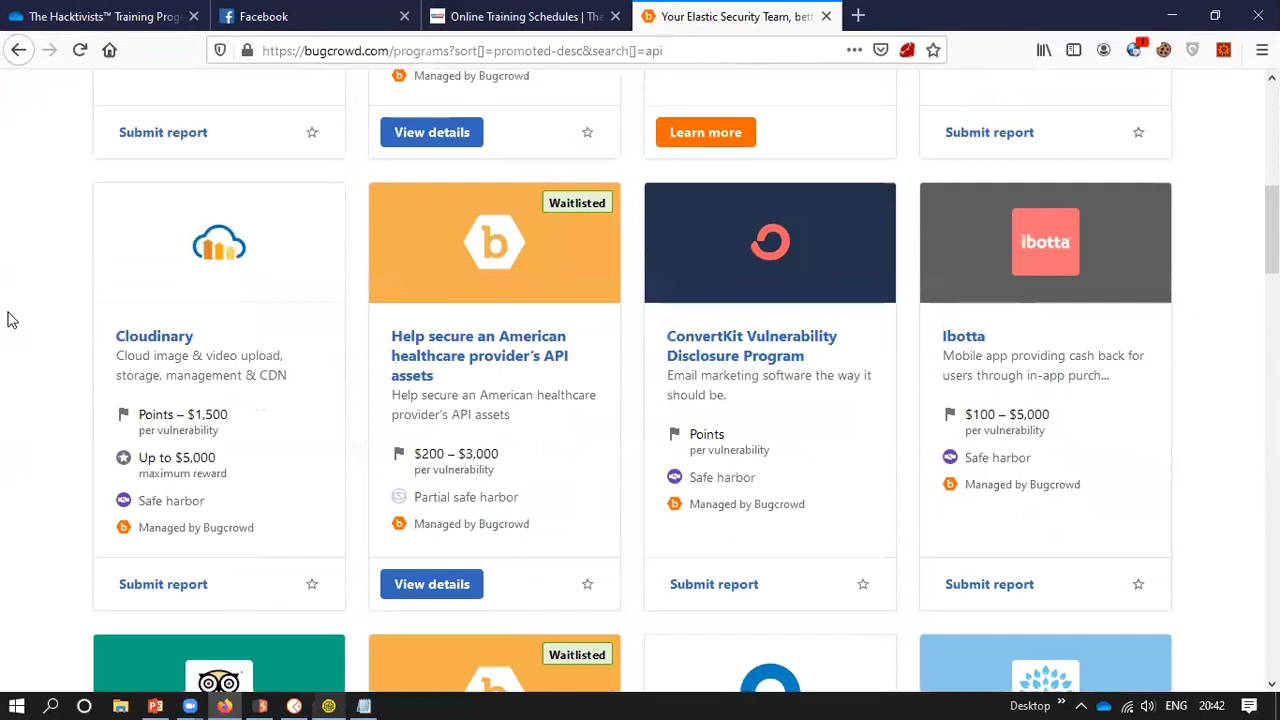 The Hacktivists™ Training Prog
Facebook
Online Training Schedules | The
Your Elastic Security Team, bett
https://bugcrowd.com/programs?sort[]=promoted-desc&search[]=api
Managed by Bugcrowd
Submit report
View details
Learn more
Submit report
Waitlisted
b
ibotta
Cloudinary
Cloud image & video upload,
storage, management & CDN
Points – $1,500
per vulnerability
Up to $5,000
maximum reward
Safe harbor
Managed by Bugcrowd
Submit report
Help secure an American
healthcare provider's API
assets
Help secure an American healthcare
provider's API assets
$200 – $3,000
per vulnerability
Partial safe harbor
Managed by Bugcrowd
View details
ConvertKit Vulnerability
Disclosure Program
Email marketing software the way it
should be.
Points
per vulnerability
Safe harbor
Managed by Bugcrowd
Submit report
Ibotta
Mobile app providing cash back for
users through in-app purch...
$100 – $5,000
per vulnerability
Safe harbor
Managed by Bugcrowd
Submit report
Waitlisted
Desktop
ENG
20:42